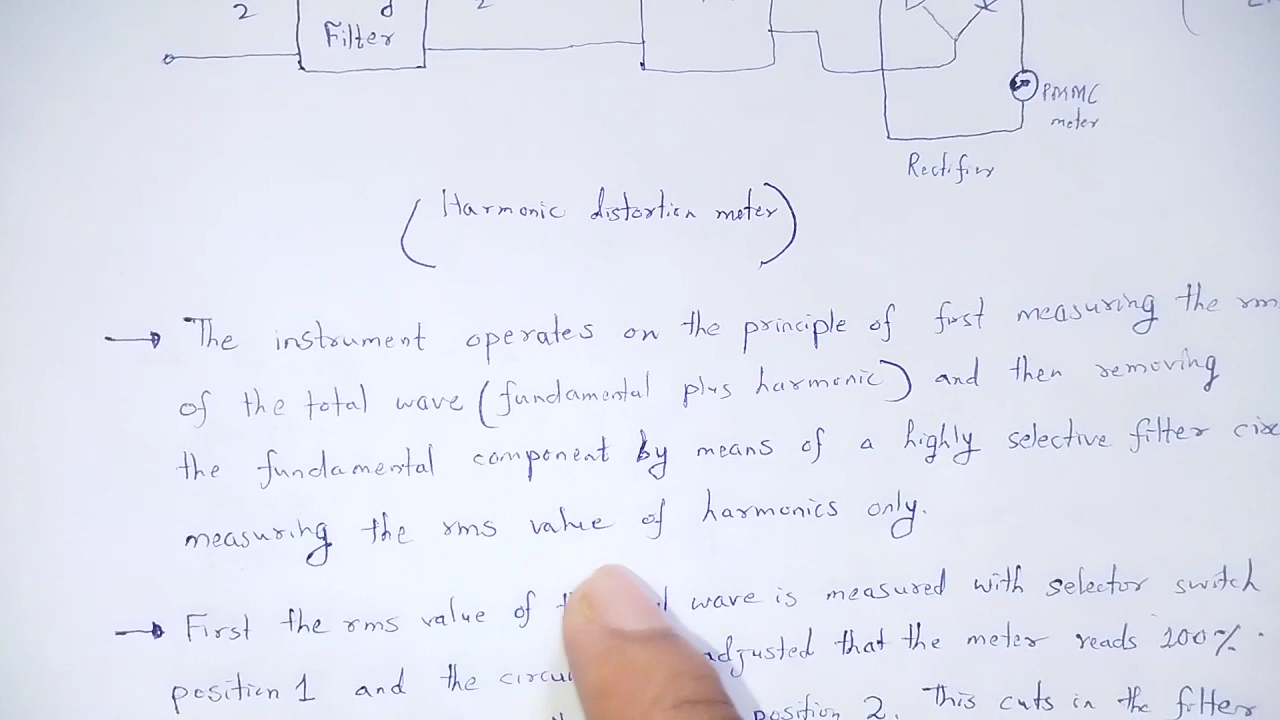 2
2
Filter
PMMC
meter
Rectifier
(Harmonic distortion meter)
→ The instrument operates on the principle of first measuring the rm
of the total wave (fundamental plus harmonic) and then removing
the fundamental component by means of a highly selective filter
measuring the rms value of harmonics only.
→ First the rms value of wave is measured with selector switch
position 1 and the adjusted that the meter reads 100%.
position 2. This cuts in the filter